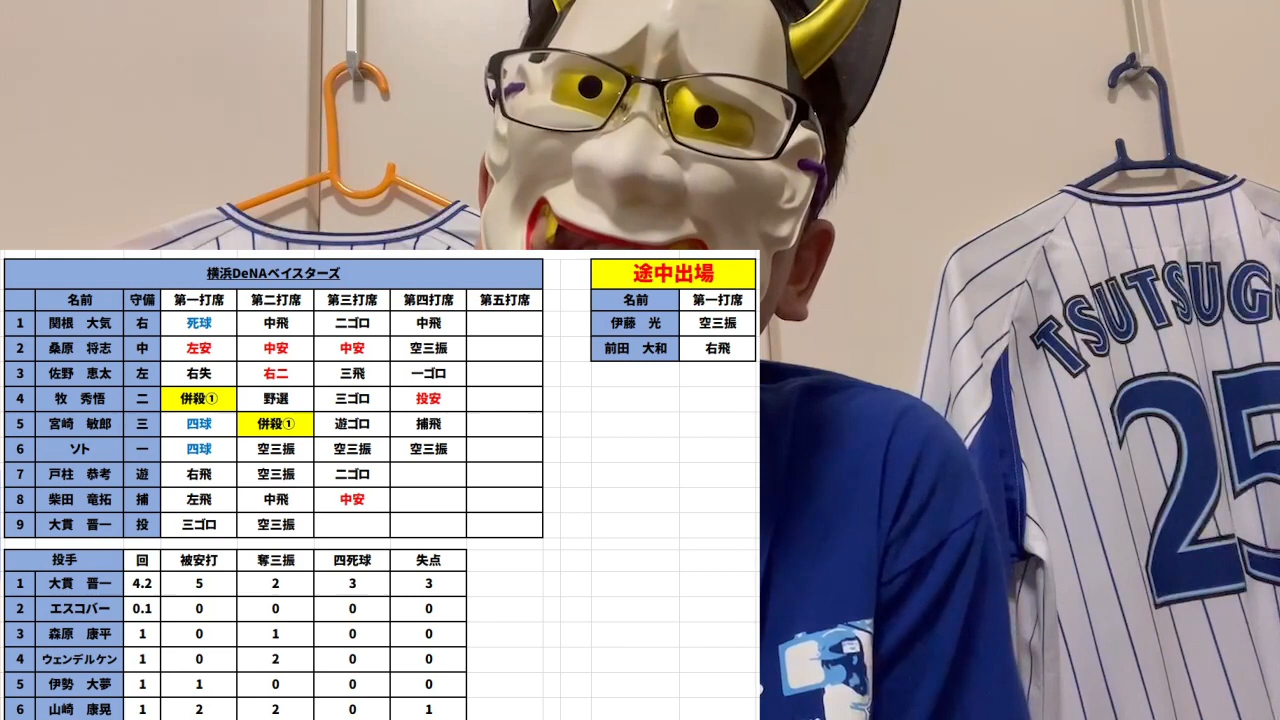 横浜DeNAベイスターズ
名前 守備 第一打席 第二打席 第三打席 第四打席 第五打席
1 関根 大気 右 死球 中飛 二ゴロ 中飛
2 桑原 将志 中 左安 中安 中安 空三振
3 佐野 恵太 左 右失 右二 三飛 一ゴロ
4 牧 秀悟 二 併殺① 野選 三ゴロ 投安
5 宮崎 敏郎 三 四球 併殺① 遊ゴロ 捕飛
6 ソト 一 四球 空三振 空三振 空三振
7 戸柱 恭考 遊 右飛 空三振 二ゴロ
8 柴田 竜拓 捕 左飛 中飛 中安
9 大貫 晋一 投 三ゴロ 空三振
途中出場
名前 第一打席
伊藤 光 空三振
前田 大和 右飛
投手 回 被安打 奪三振 四死球 失点
1 大貫 晋一 4.2 5 2 3 3
2 エスコバー 0.1 0 0 0 0
3 森原 康平 1 0 1 0 0
4 ウェンデルケン 1 0 2 0 0
5 伊勢 大夢 1 1 0 0 0
6 山崎 康晃 1 2 2 0 1
TSUTSUG
25